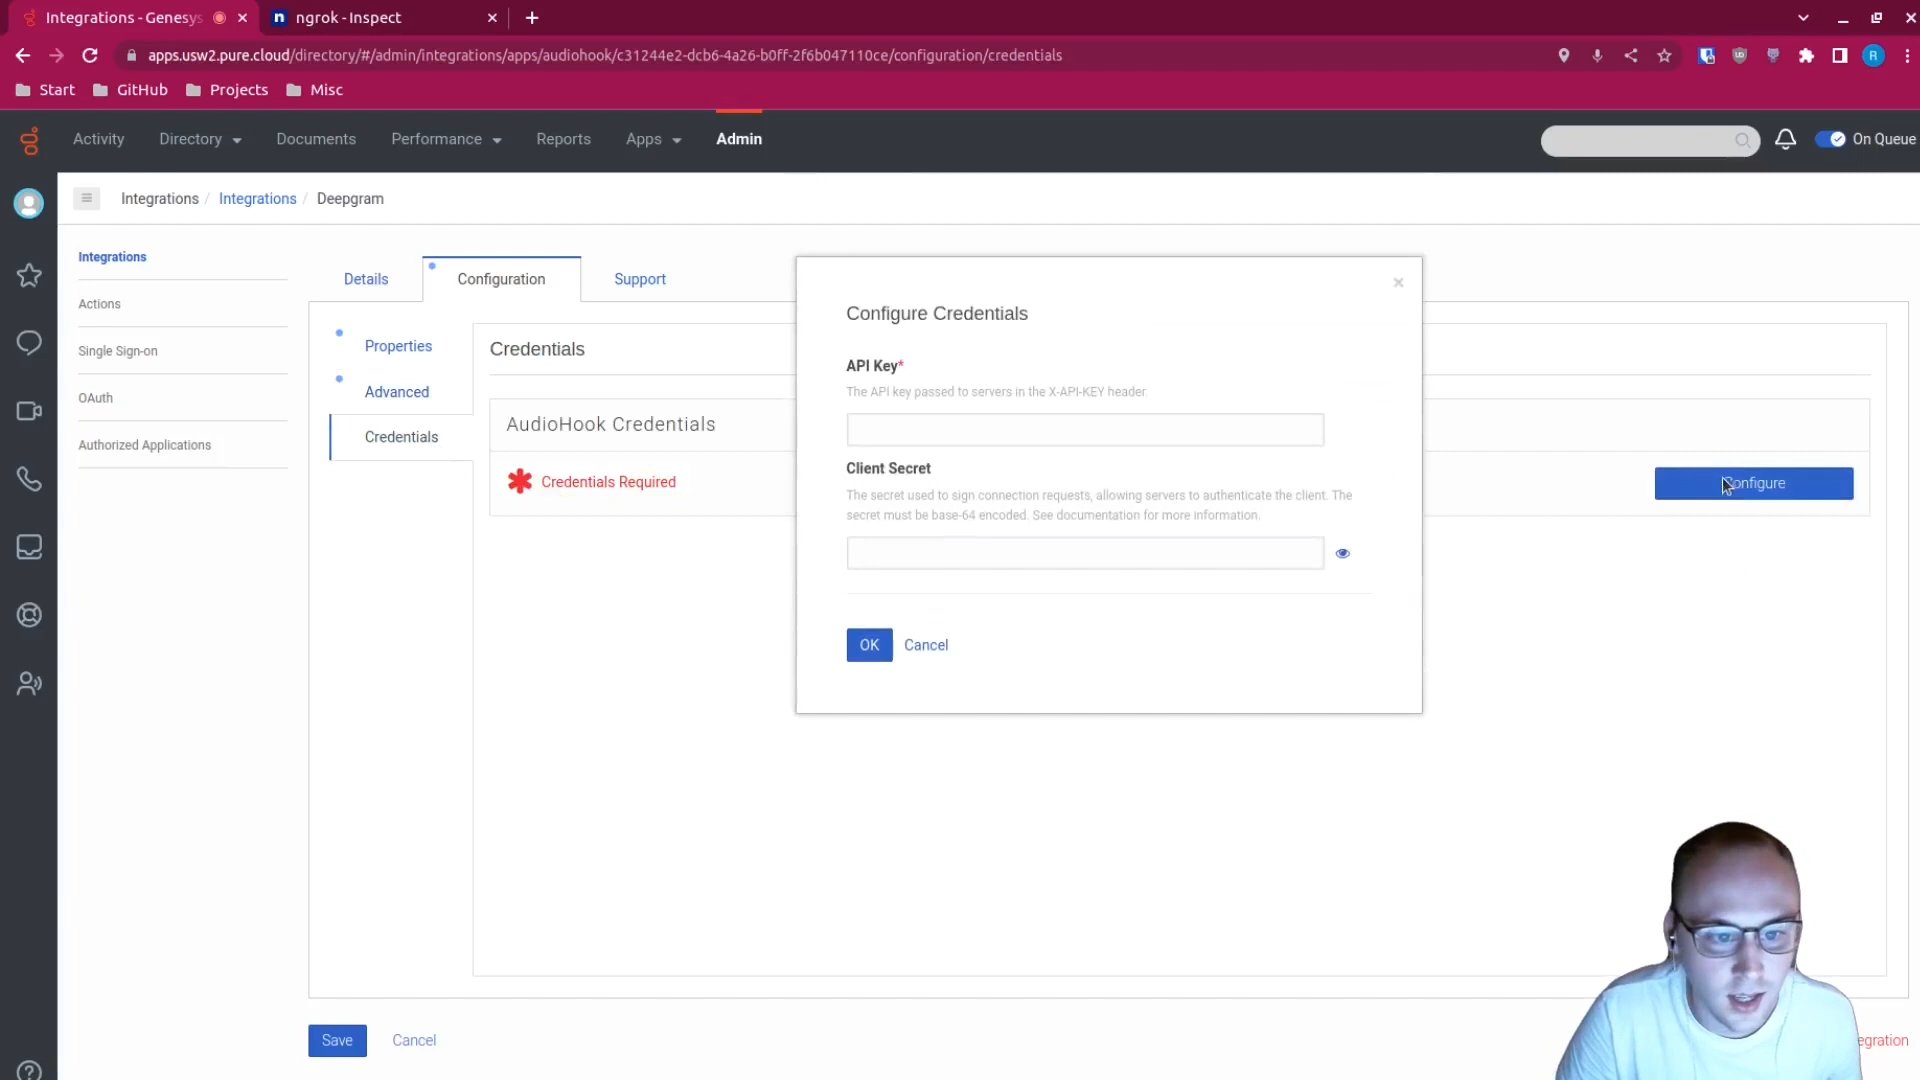 Integrations - Genesys
ngrok - Inspect
apps.usw2.pure.cloud/directory/#/admin/integrations/apps/audiohook/c31244e2-dcb6-4a26-b0ff-2f6b047110ce/configuration/credentials
R
Start GitHub Projects Misc
Activity Directory Documents Performance Reports Apps Admin On Queue
Integrations / Integrations / Deepgram
Integrations
Actions
Single Sign-on
OAuth
Authorized Applications
Details Configuration Support
Properties
Advanced
Credentials
Credentials
AudioHook Credentials
Credentials Required
Configure
Configure Credentials
API Key*
The API key passed to servers in the X-API-KEY header.
Client Secret
The secret used to sign connection requests, allowing servers to authenticate the client. The
secret must be base-64 encoded. See documentation for more information.
OK Cancel
Save Cancel
egration